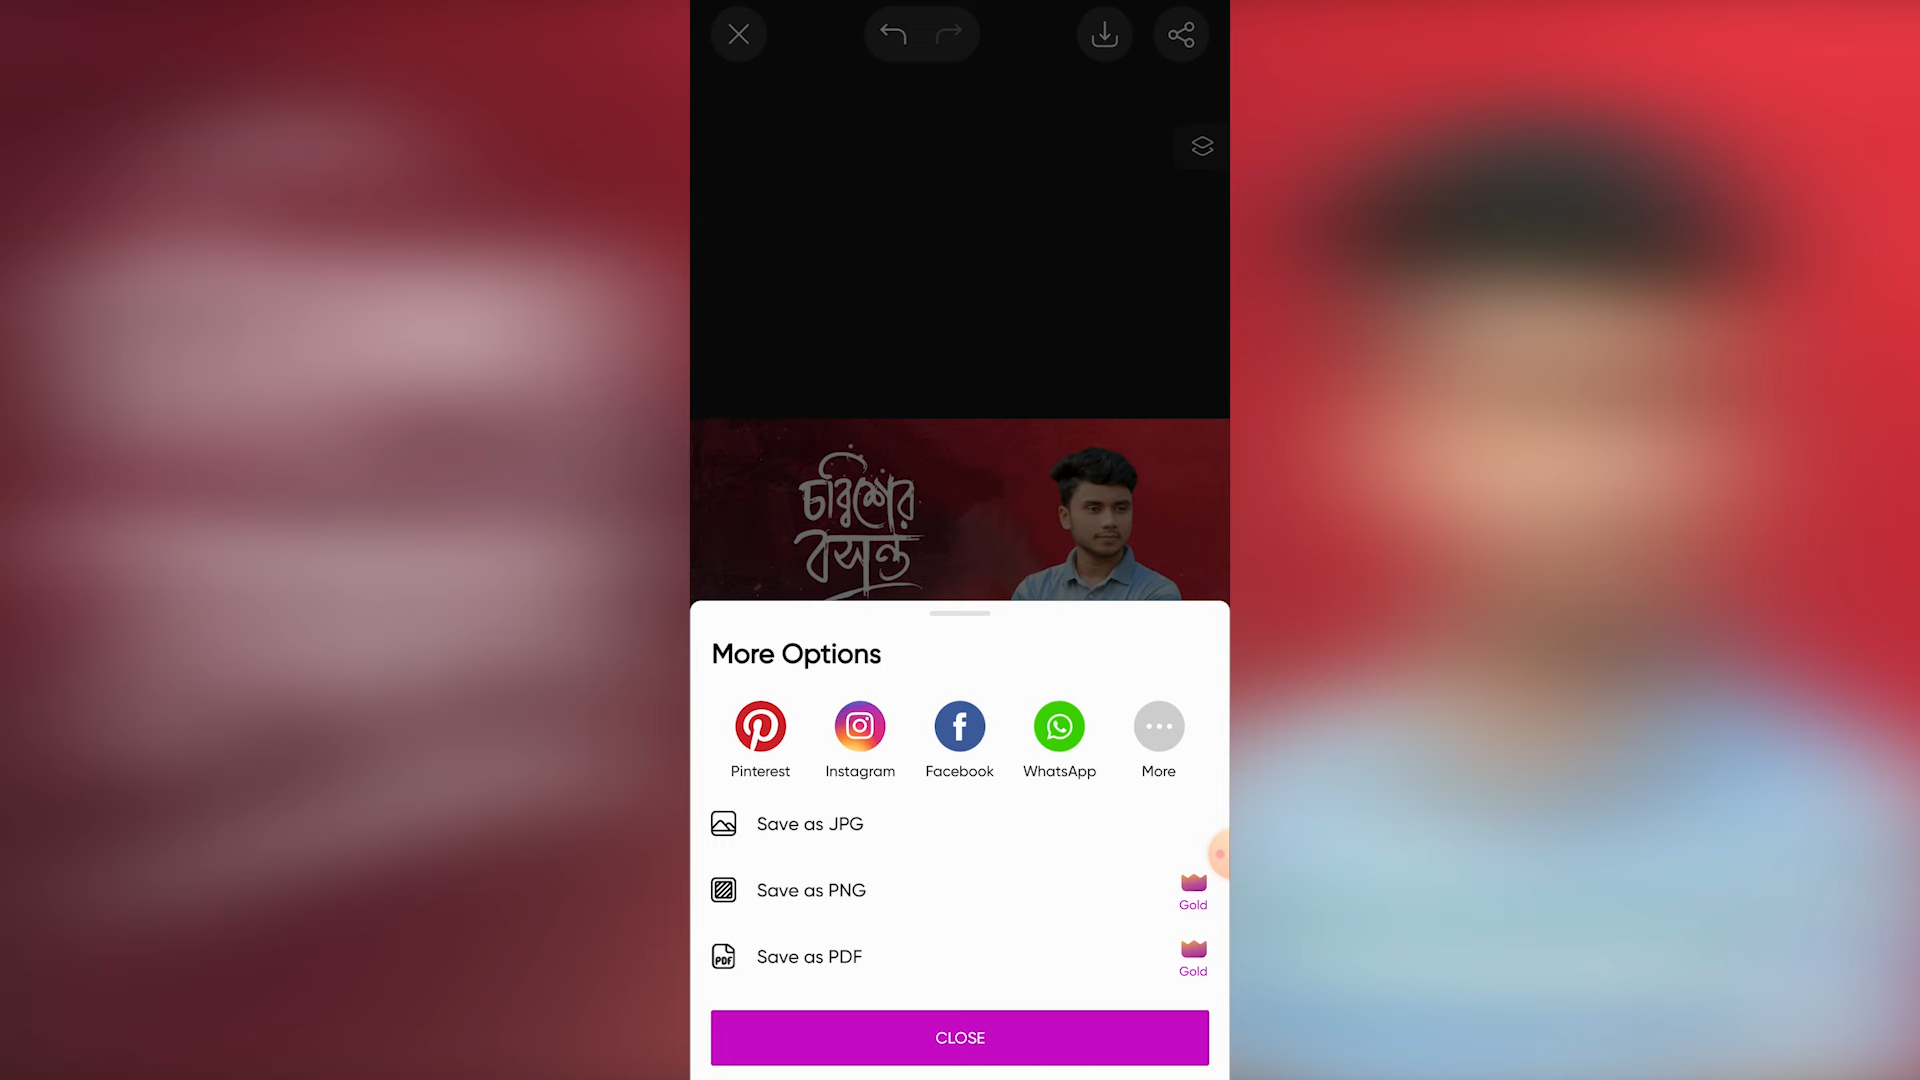 চব্বিশের
বসন্ত
More Options
Pinterest Instagram Facebook WhatsApp More
Save as JPG
Save as PNG Gold
PDF Save as PDF Gold
CLOSE